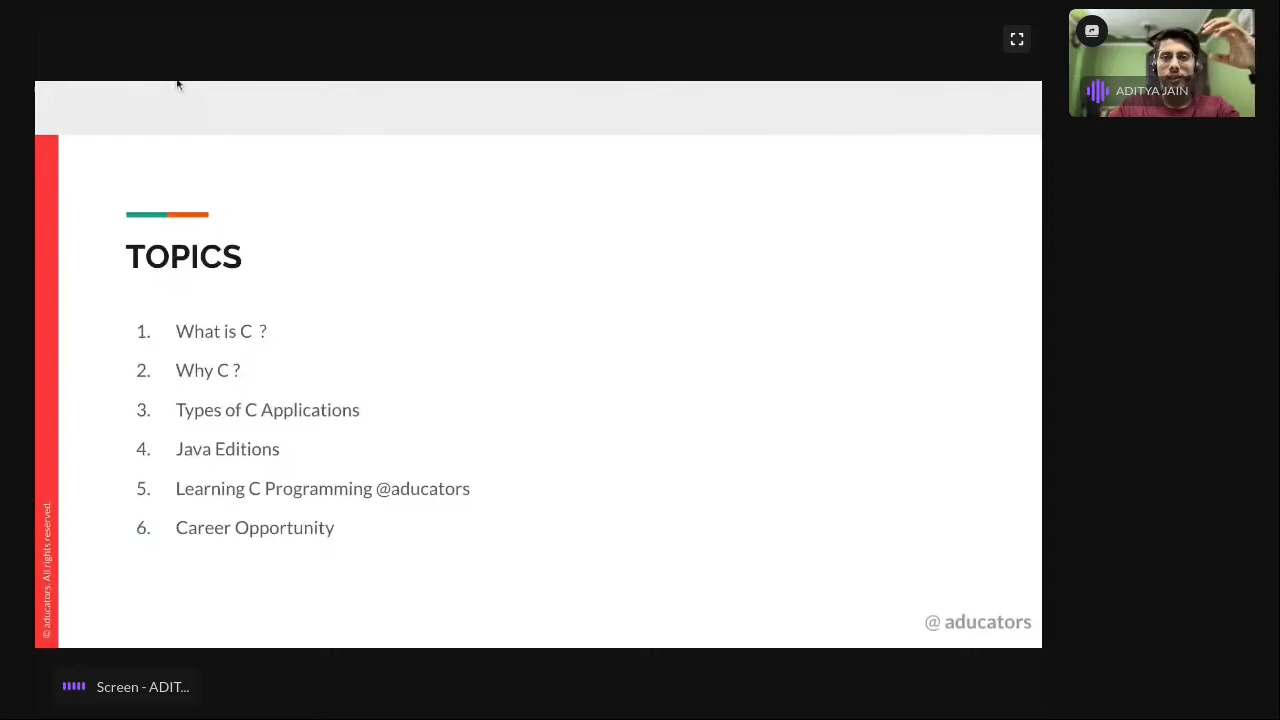 ADITYA JAIN
TOPICS
1. What is C ?
2. Why C ?
3. Types of C Applications
4. Java Editions
5. Learning C Programming @aducators
6. Career Opportunity
© aducators. All rights reserved.
@ aducators
Screen - ADIT...